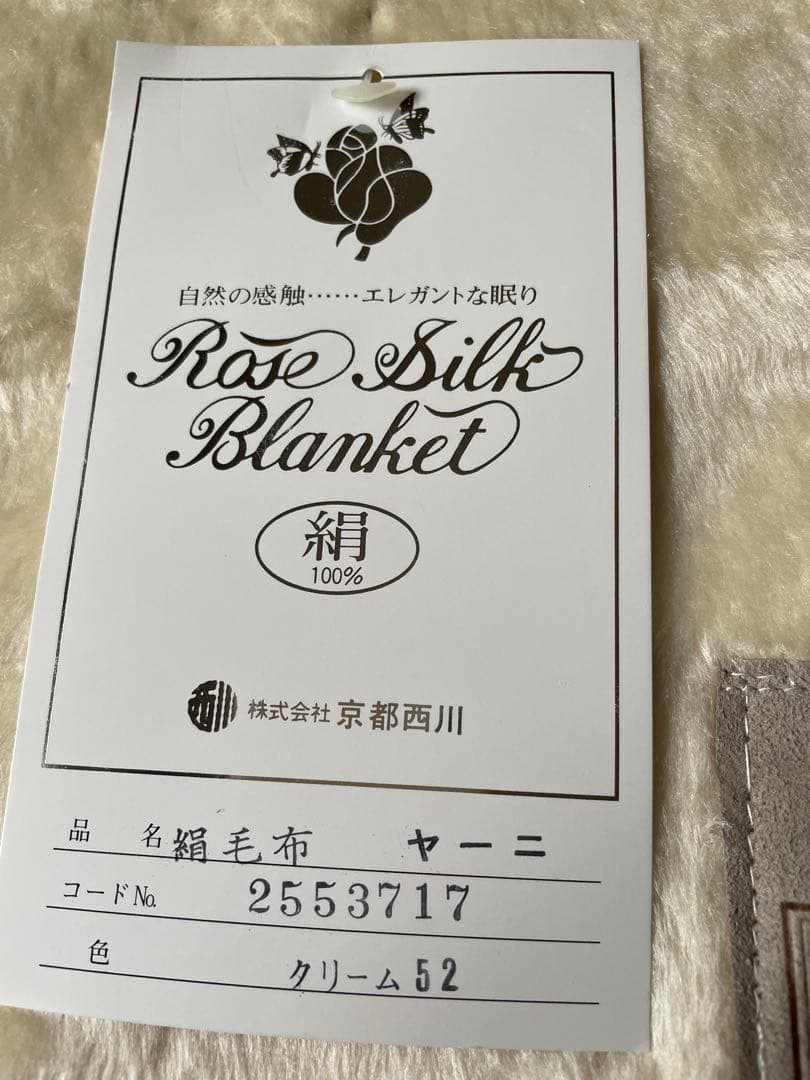 自然の感触……エレガントな眠り
Rose Silk
Blanket
絹
100%
西川 株式会社 京都西川
品 名 絹毛布 ヤーニ
コードNo. 2553717
色 クリーム52